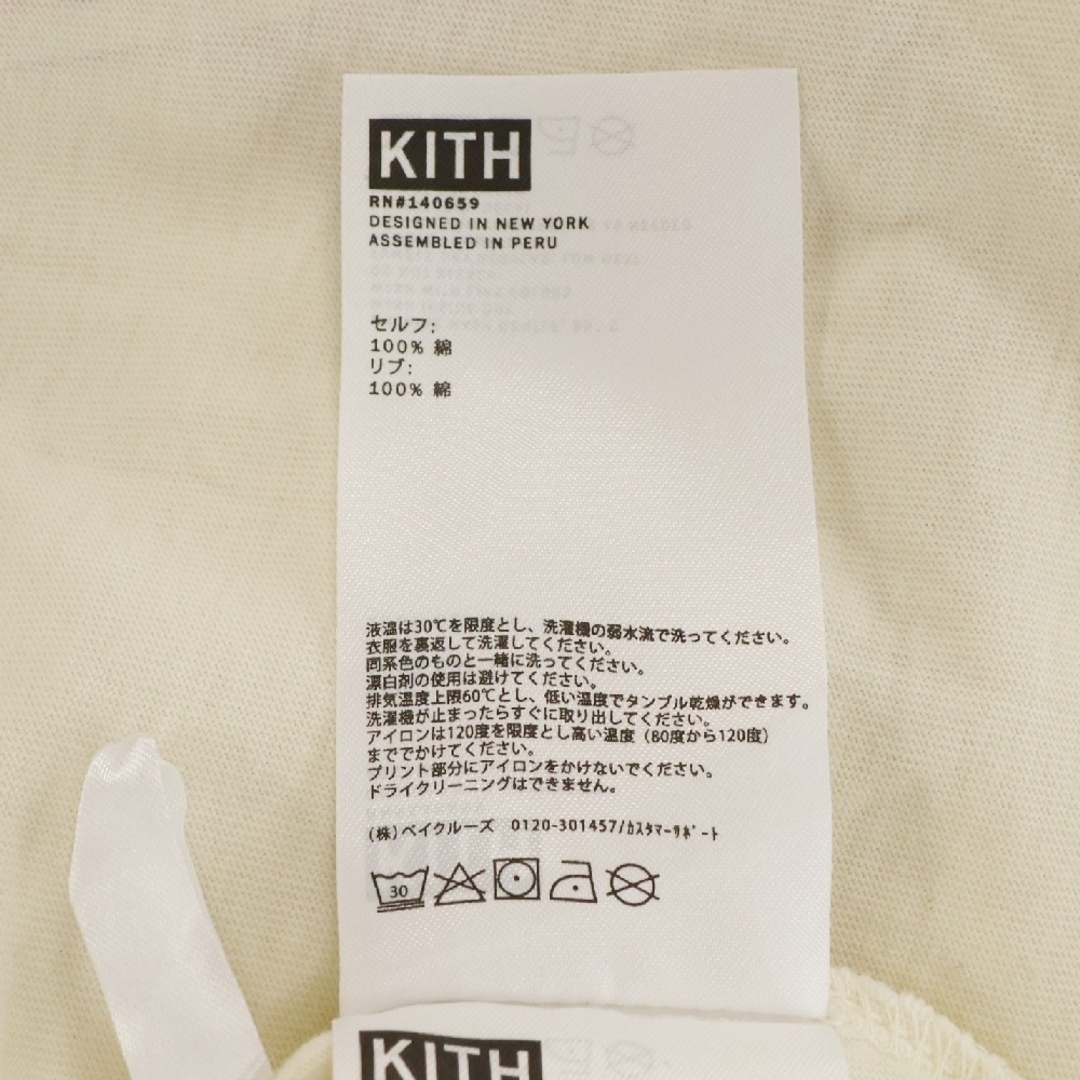 KITH
RN#140659
DESIGNED IN NEW YORK
ASSEMBLED IN PERU
セルフ:
100% 綿
リブ:
100% 綿
液温は30℃を限度とし、洗濯機の弱水流で洗ってください。
衣服を裏返して洗濯してください。
同系色のものと一緒に洗ってください。
漂白剤の使用は避けてください。
排気温度上限60℃とし、低い温度でタンブル乾燥ができます。
洗濯機が止まったらすぐに取り出してください。
アイロンは120度を限度とし高い温度（80度から120度）
まででかけてください。
プリント部分にアイロンをかけないでください。
ドライクリーニングはできません。
(株)ベイクルーズ 0120-301457/ｶｽﾀﾏｰｻﾎﾟｰﾄ
30
KITH